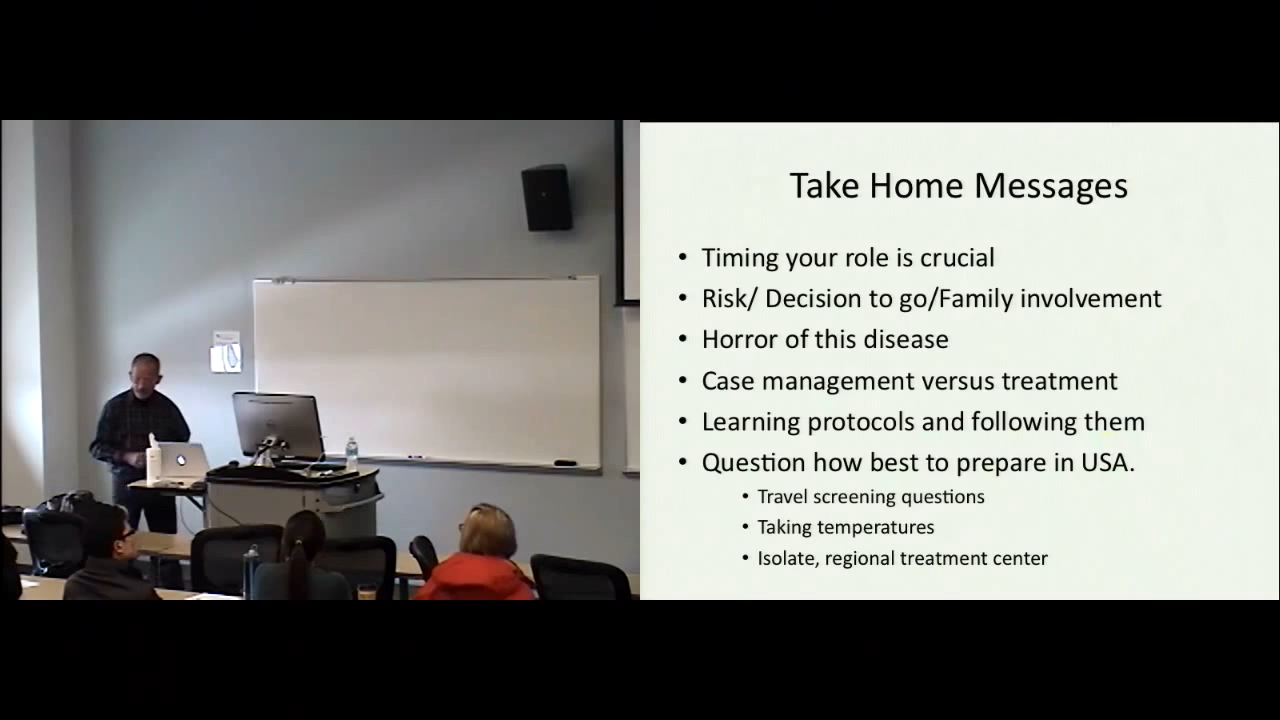 Take Home Messages
• Timing your role is crucial
• Risk/ Decision to go/Family involvement
• Horror of this disease
• Case management versus treatment
• Learning protocols and following them
• Question how best to prepare in USA.
• Travel screening questions
• Taking temperatures
• Isolate, regional treatment center